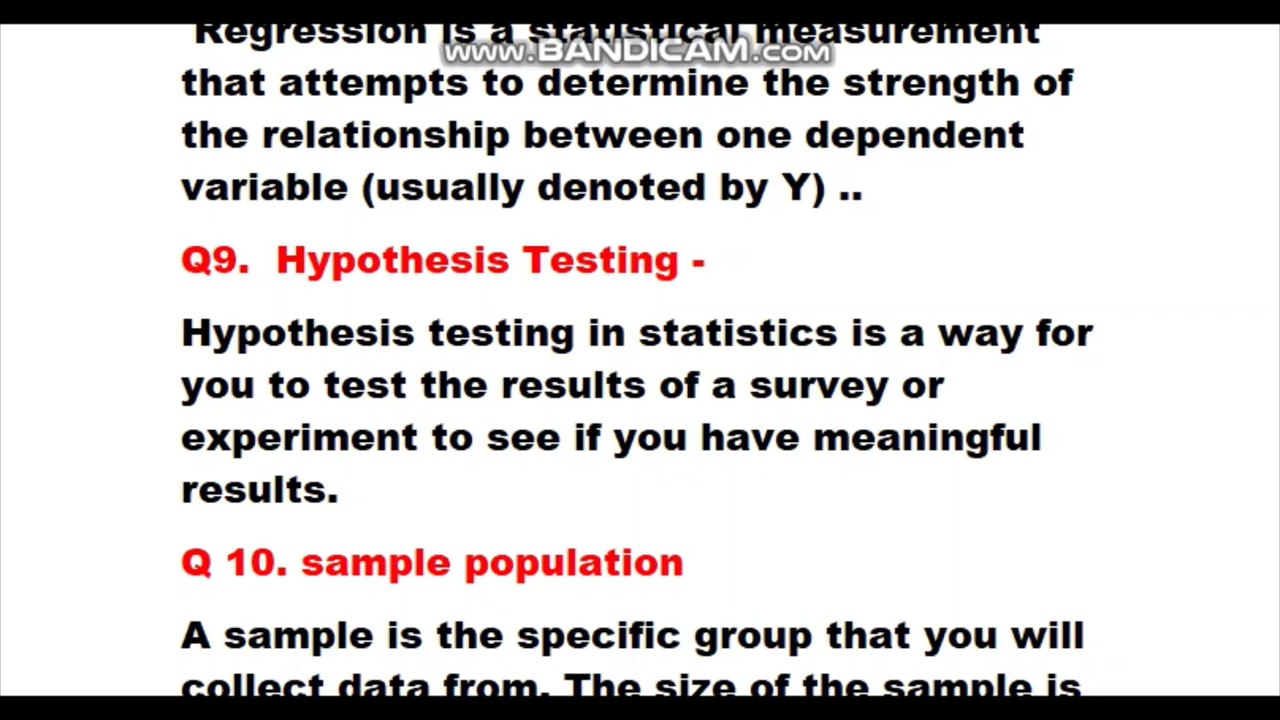 Regression is a statistical measurement
www.BANDICAM.com
that attempts to determine the strength of
the relationship between one dependent
variable (usually denoted by Y) ..
Q9.  Hypothesis Testing -
Hypothesis testing in statistics is a way for
you to test the results of a survey or
experiment to see if you have meaningful
results.
Q 10. sample population
A sample is the specific group that you will
collect data from. The size of the sample is